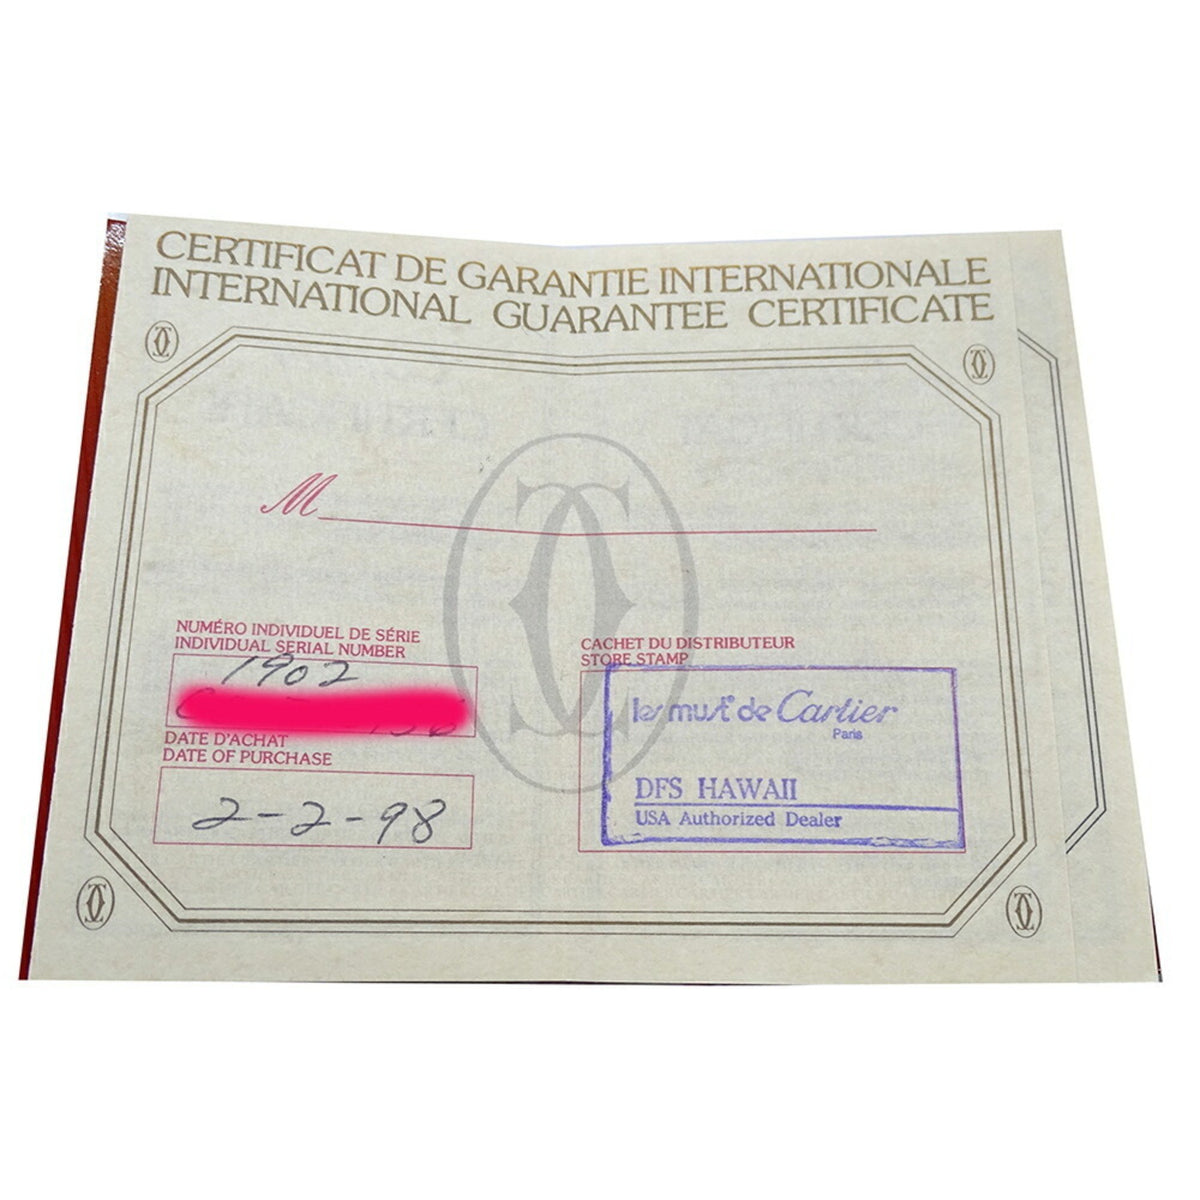 CERTIFICAT DE GARANTIE INTERNATIONALE
INTERNATIONAL GUARANTEE CERTIFICATE
M
NUMÉRO INDIVIDUEL DE SÉRIE
INDIVIDUAL SERIAL NUMBER
1902
DATE D'ACHAT
DATE OF PURCHASE
2-2-98
CACHET DU DISTRIBUTEUR
STORE STAMP
les must de Cartier
Paris
DFS HAWAII
USA Authorized Dealer